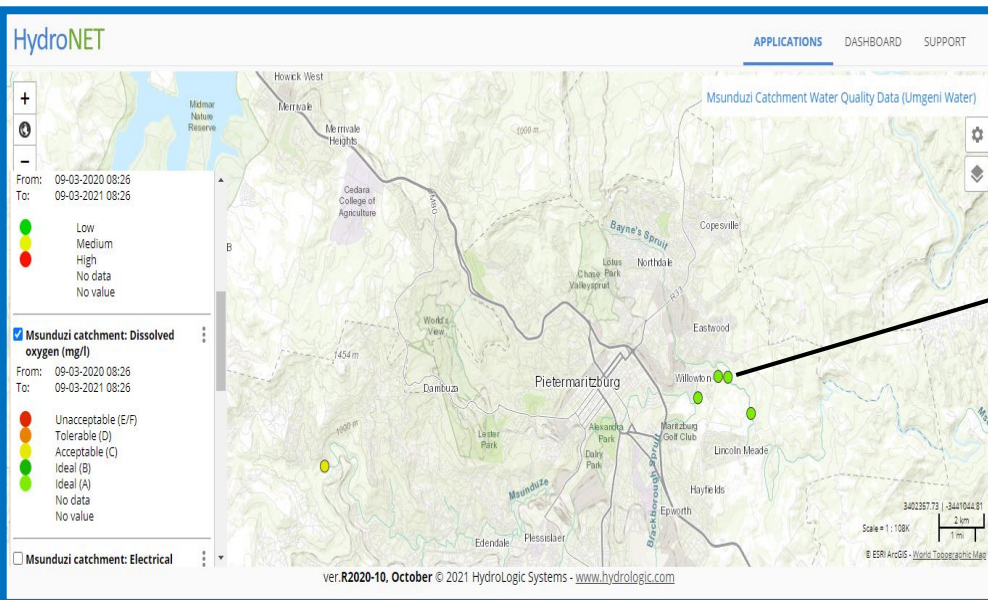 HydroNET
APPLICATIONS DASHBOARD SUPPORT
Msunduzi Catchment Water Quality Data (Umgeni Water)
+
−
From: 09-03-2020 08:26
To: 09-03-2021 08:26
Low
Medium
High
No data
No value
Msunduzi catchment: Dissolved
oxygen (mg/l)
From: 09-03-2020 08:26
To: 09-03-2021 08:26
Unacceptable (E/F)
Tolerable (D)
Acceptable (C)
Ideal (B)
Ideal (A)
No data
No value
Msunduzi catchment: Electrical
Howick West
Midmar
Nature
Reserve
Merrivale
Merrivale
Heights
1000 m
Cedara
College of
Agriculture
M80
B
Bayne's Spruit
Copesville
Lotus
Park
Northdale
Chase
Valleyspruit
R33
World's
View
Eastwood
1454 m
Dambuza
Pietermaritzburg
Willowton
1000 m
Lester
Park
Alexandra
Park
Maritzburg
Golf Club
Dalry
Park
Lincoln Meade
Msunduze
Brackborough Spruit
Hayfields
Epworth
Edendale
Plessislaer
3402357.73 | -3441044.81
Scale = 1 : 108K
2 km
1 mi
© ESRI ArcGIS - World Topographic Map
ver.R2020-10, October © 2021 HydroLogic Systems - www.hydrologic.com